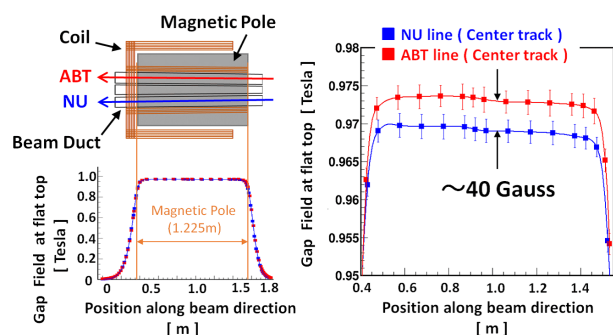 Magnetic Pole
Coil
ABT
NU
Beam Duct
Gap Field at flat top
[ Tesla ]
1.0
0.8
0.6
0.4
0.2
0.0
Magnetic Pole
(1.225m)
0.0 0.5 1.0 1.5 1.8
Position along beam direction
[ m ]
NU line ( Center track )
ABT line ( Center track )
Gap Field at flat top [ Tesla ]
0.98
0.975
0.97
0.965
0.96
0.955
0.95
～40 Gauss
0.4 0.6 0.8 1.0 1.2 1.4
Position along beam direction
[ m ]